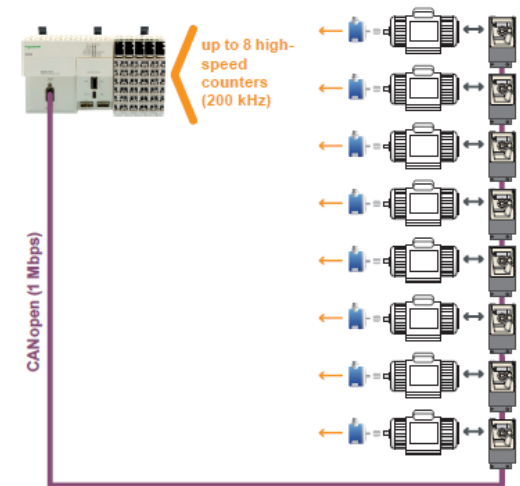 up to 8 high-
speed
counters
(200 kHz)
CANopen (1 Mbps)